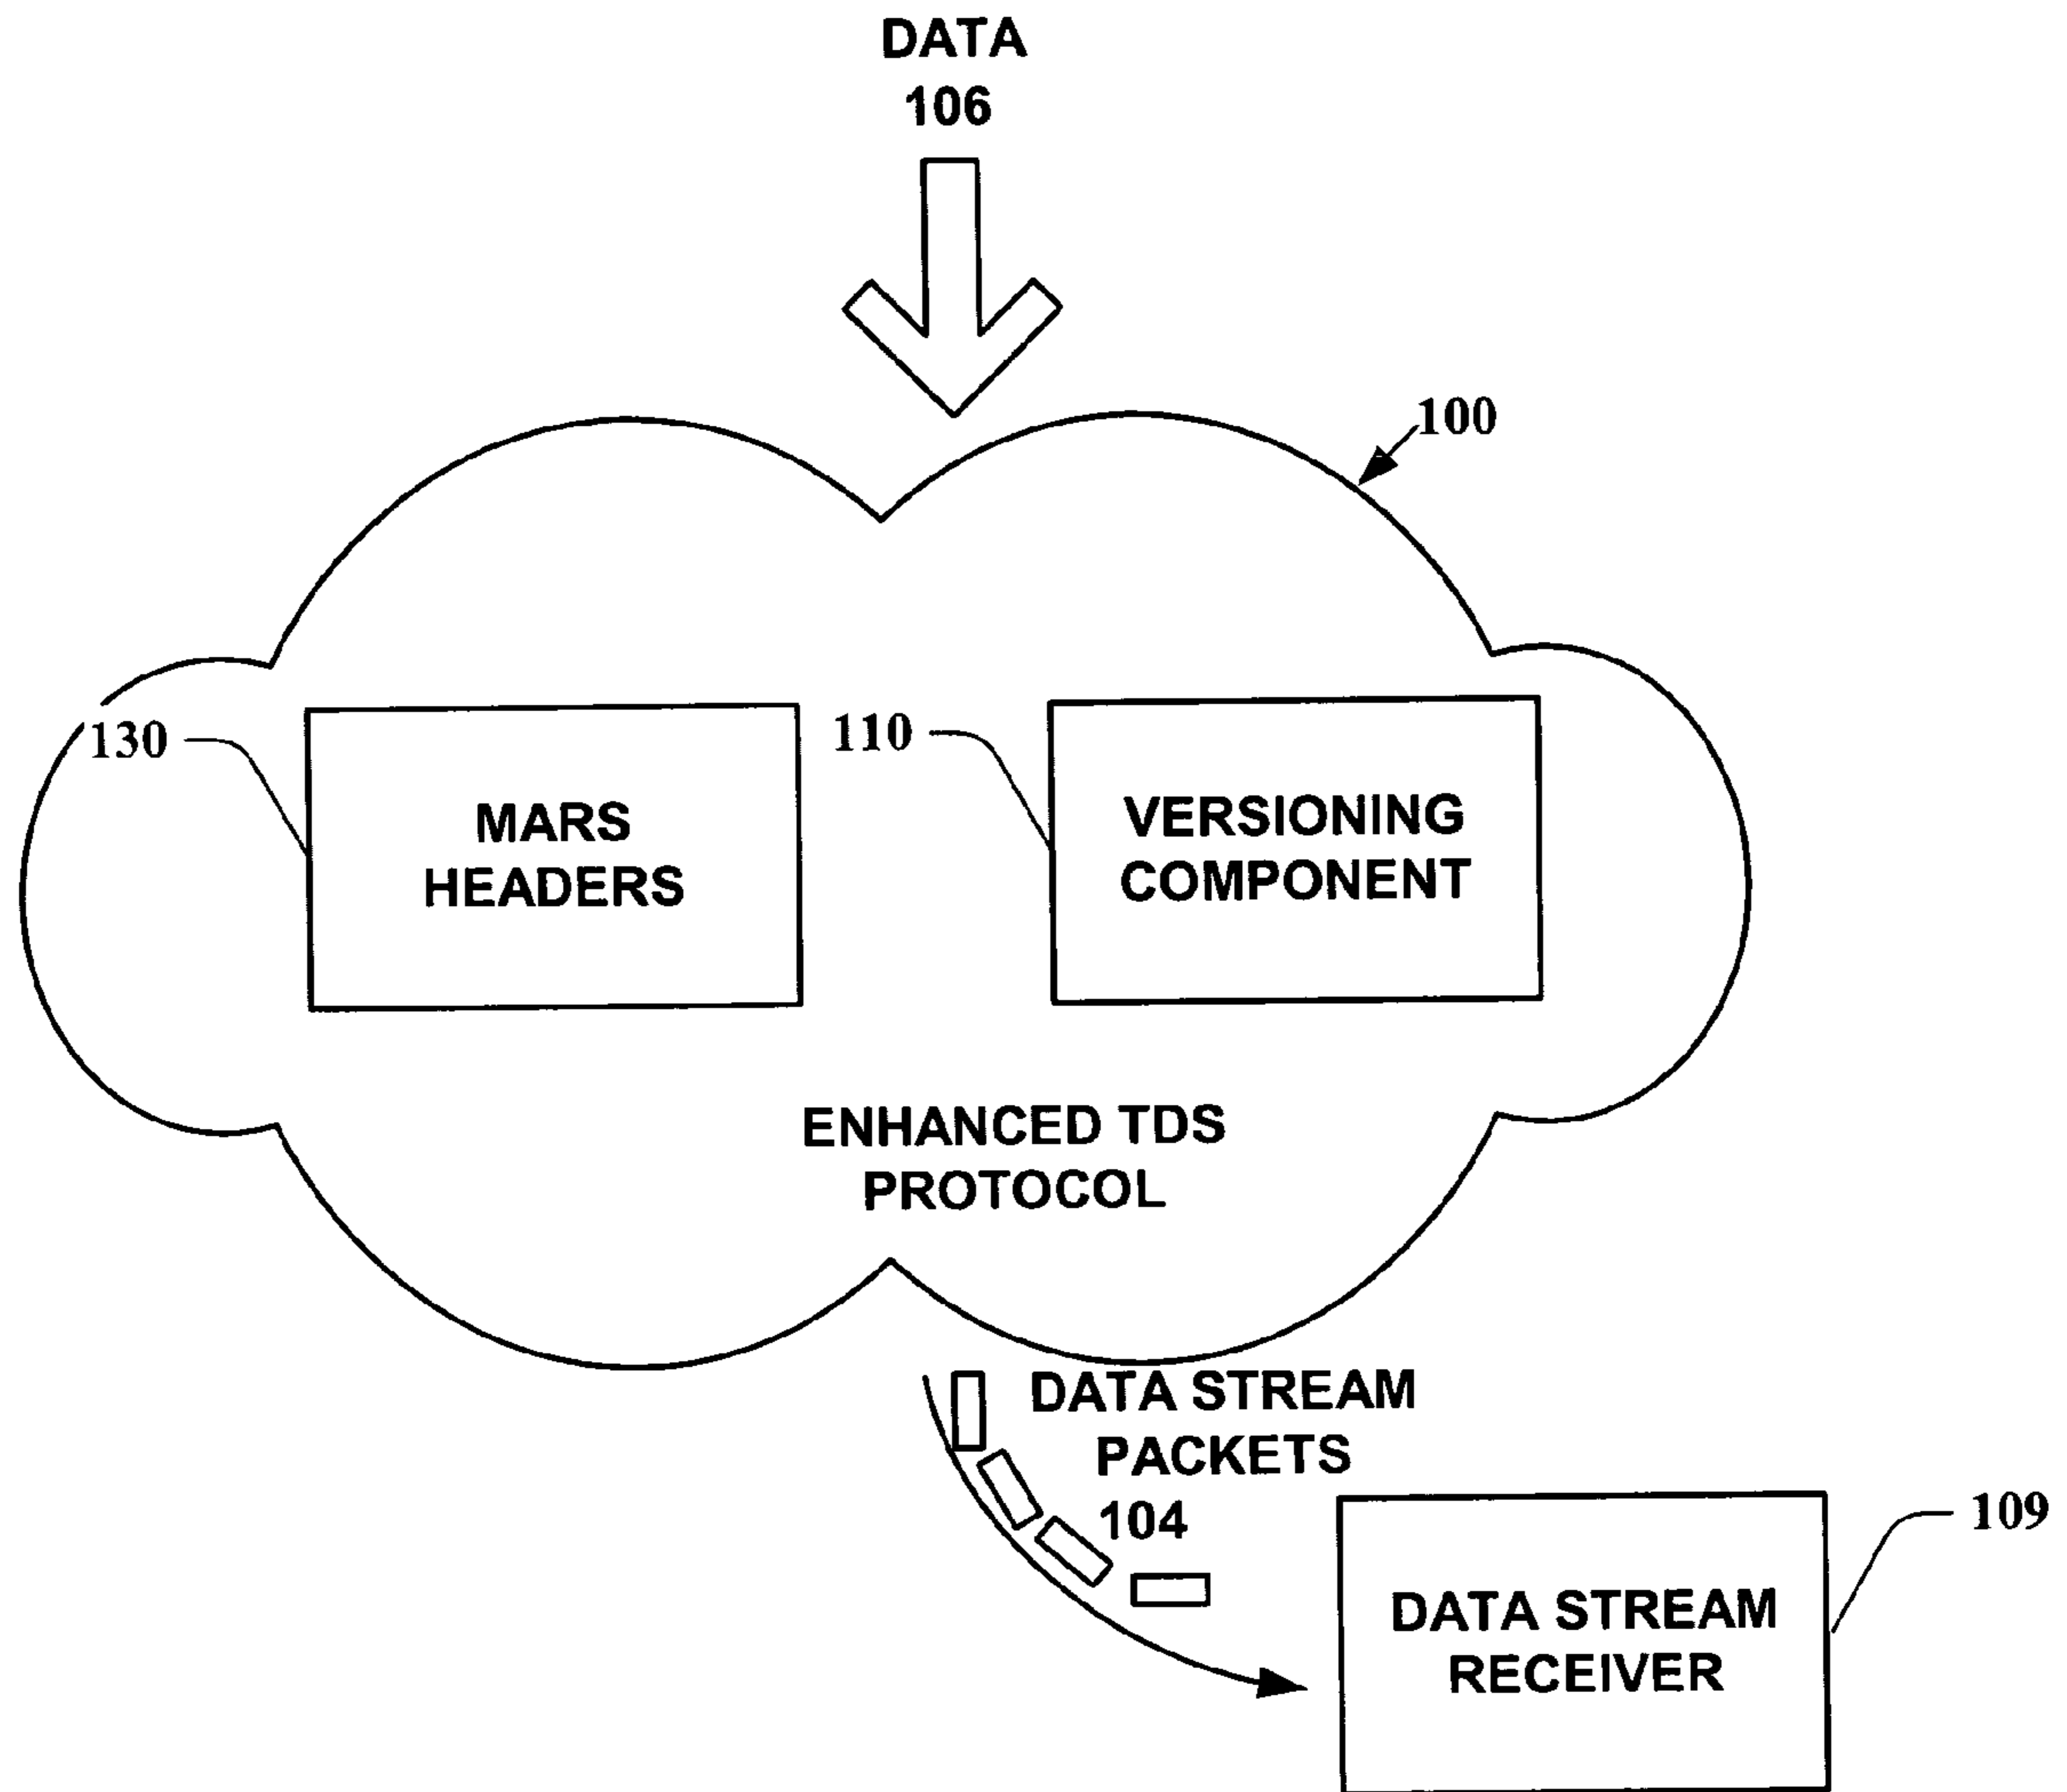 DATA
106
100
130
110
MARS
HEADERS
VERSIONING
COMPONENT
ENHANCED TDS
PROTOCOL
DATA STREAM
PACKETS
104
109
DATA STREAM
RECEIVER